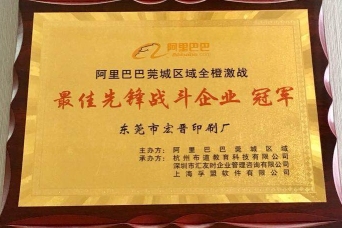 阿里巴巴
阿里巴巴莞城区域全橙激战
最佳先锋战斗企业 冠军
东莞市宏晋印刷厂
主办方: 阿里巴巴莞城区域
承办方: 杭州布道教育科技有限公司
深圳市汇友时企业管理咨询有限公司
上海孚盟软件有限公司